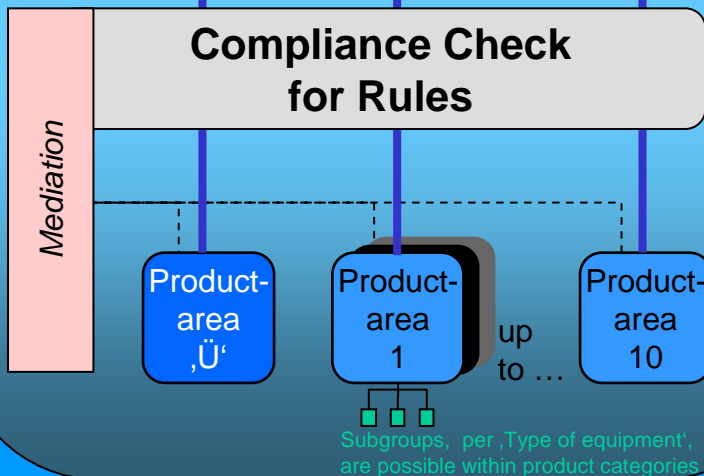 Compliance Check
for Rules
Mediation
Product-
area
‚Ü‘
Product-
area
1
up
to …
Product-
area
10
Subgroups, per ‚Type of equipment‘,
are possible within product categories